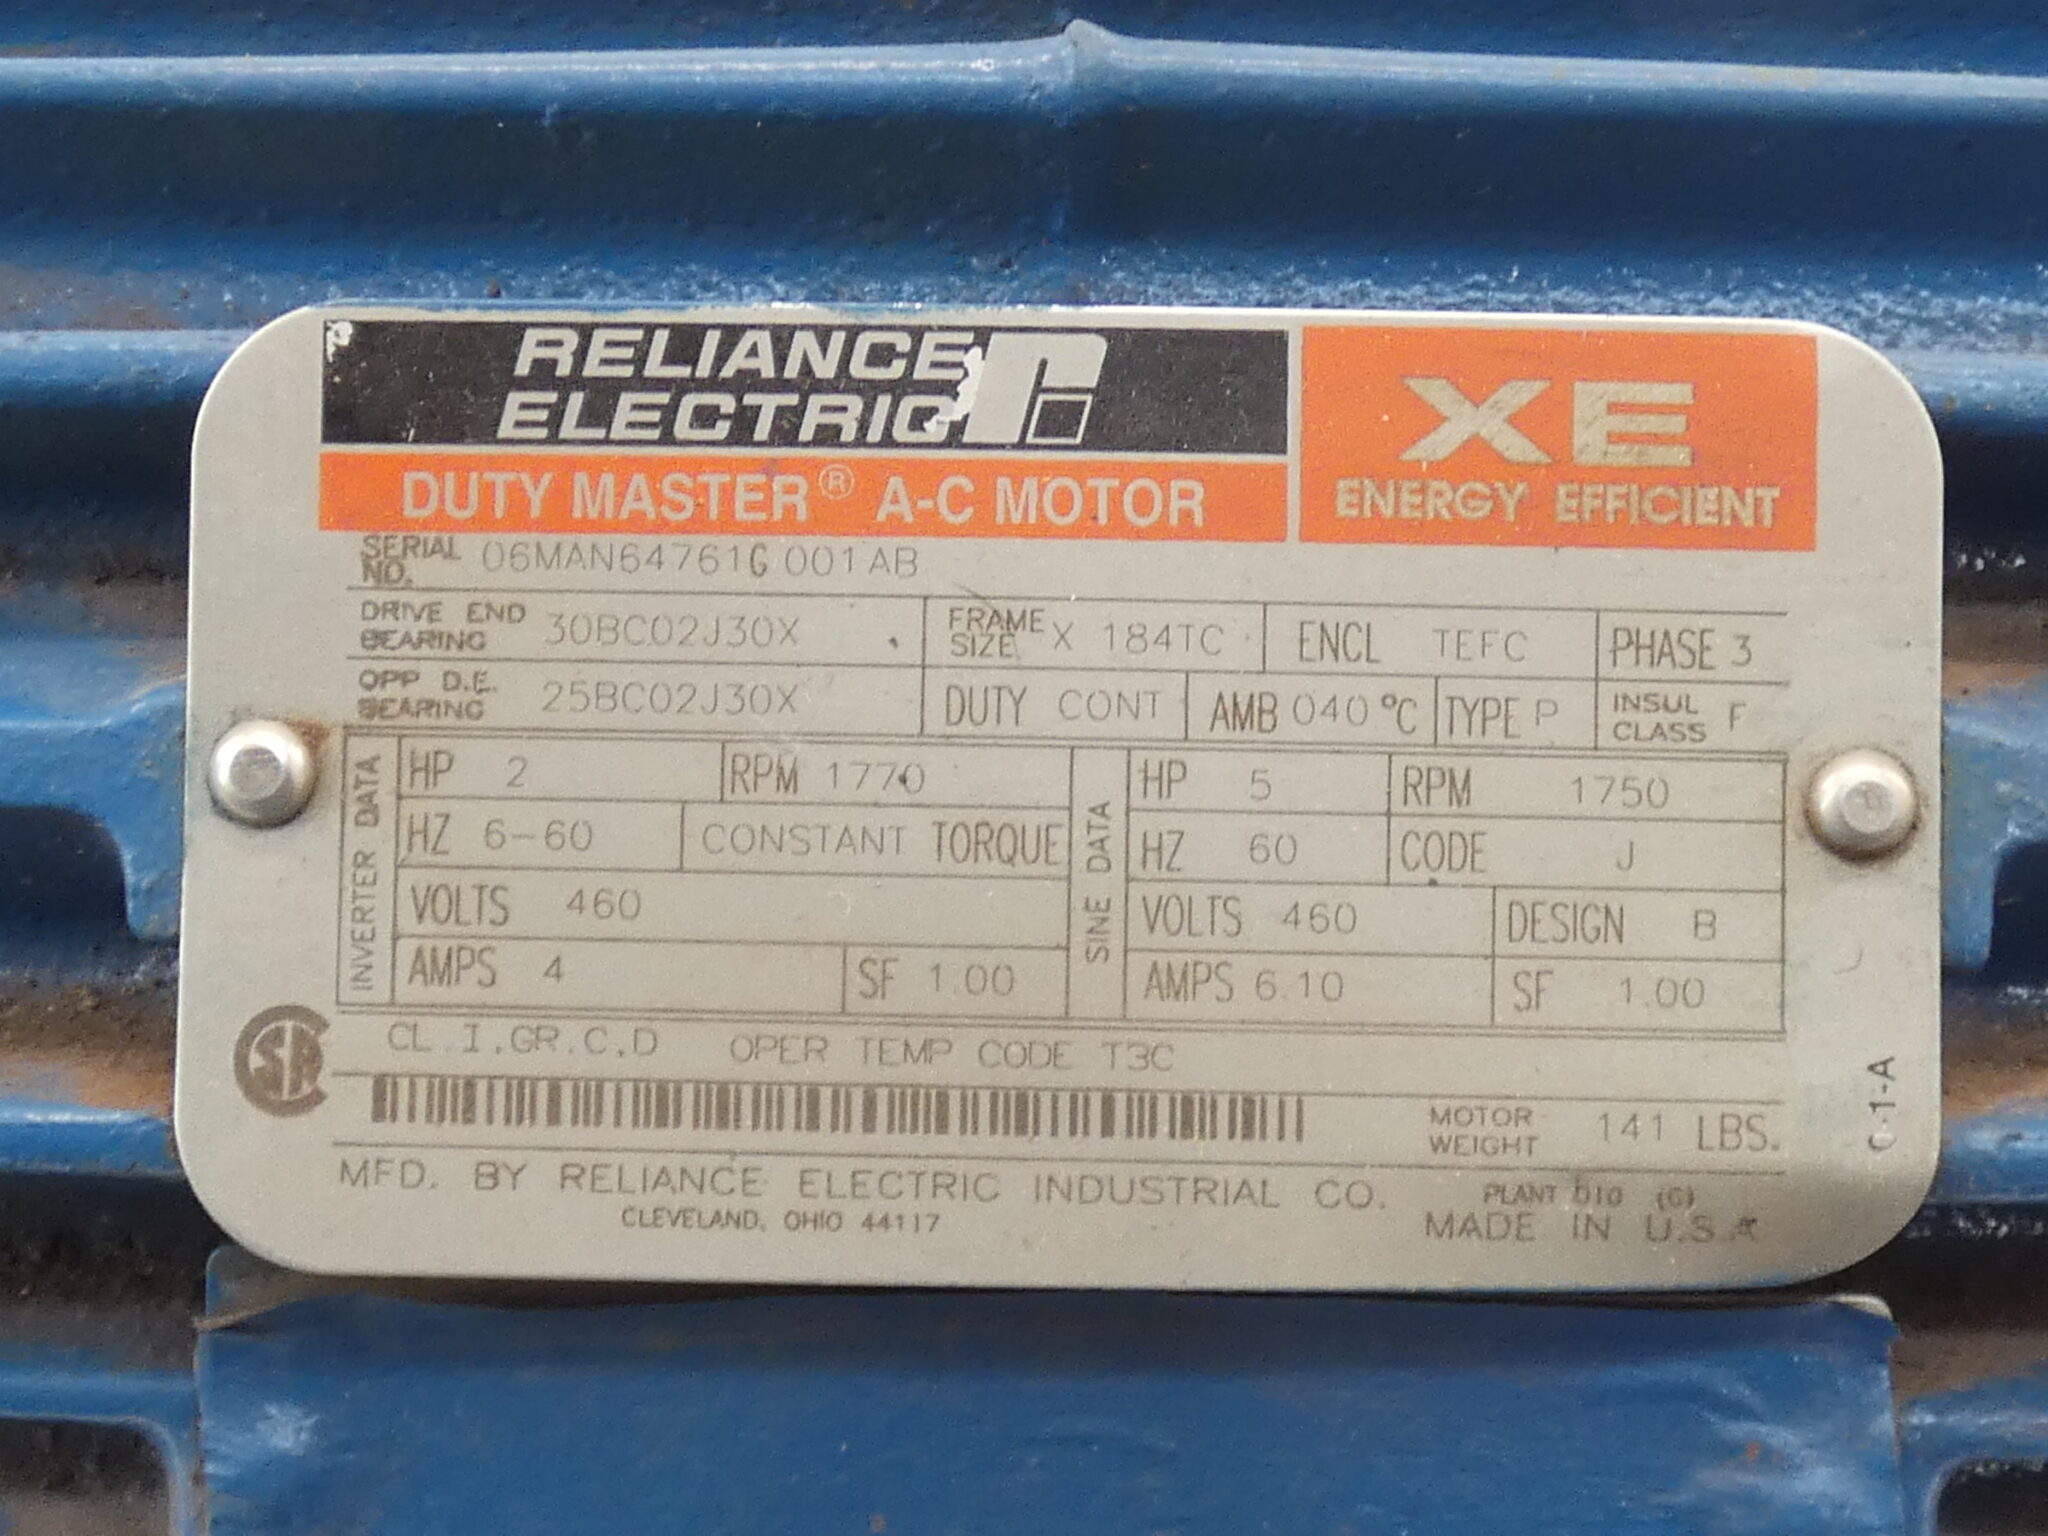 RELIANCE
ELECTRIC
XE
ENERGY EFFICIENT
DUTY MASTER® A-C MOTOR
SERIAL NO. 06MAN64761G 001AB
DRIVE END BEARING 30BC02J30X FRAME SIZE X 184TC ENCL TEFC PHASE 3
OPP D.E. BEARING 25BC02J30X DUTY CONT AMB 040 °C TYPE P INSUL CLASS F
INVERTER DATA
HP 2 RPM 1770
HZ 6-60 CONSTANT TORQUE
VOLTS 460
AMPS 4 SF 1.00
SINE DATA
HP 5 RPM 1750
HZ 60 CODE J
VOLTS 460 DESIGN B
AMPS 6.10 SF 1.00
CSA
CL.I.GR.C,D OPER TEMP CODE T3C
MOTOR WEIGHT 141 LBS.
MFD. BY RELIANCE ELECTRIC INDUSTRIAL CO.
CLEVELAND, OHIO 44117
PLANT 010 (G)
MADE IN U.S.A